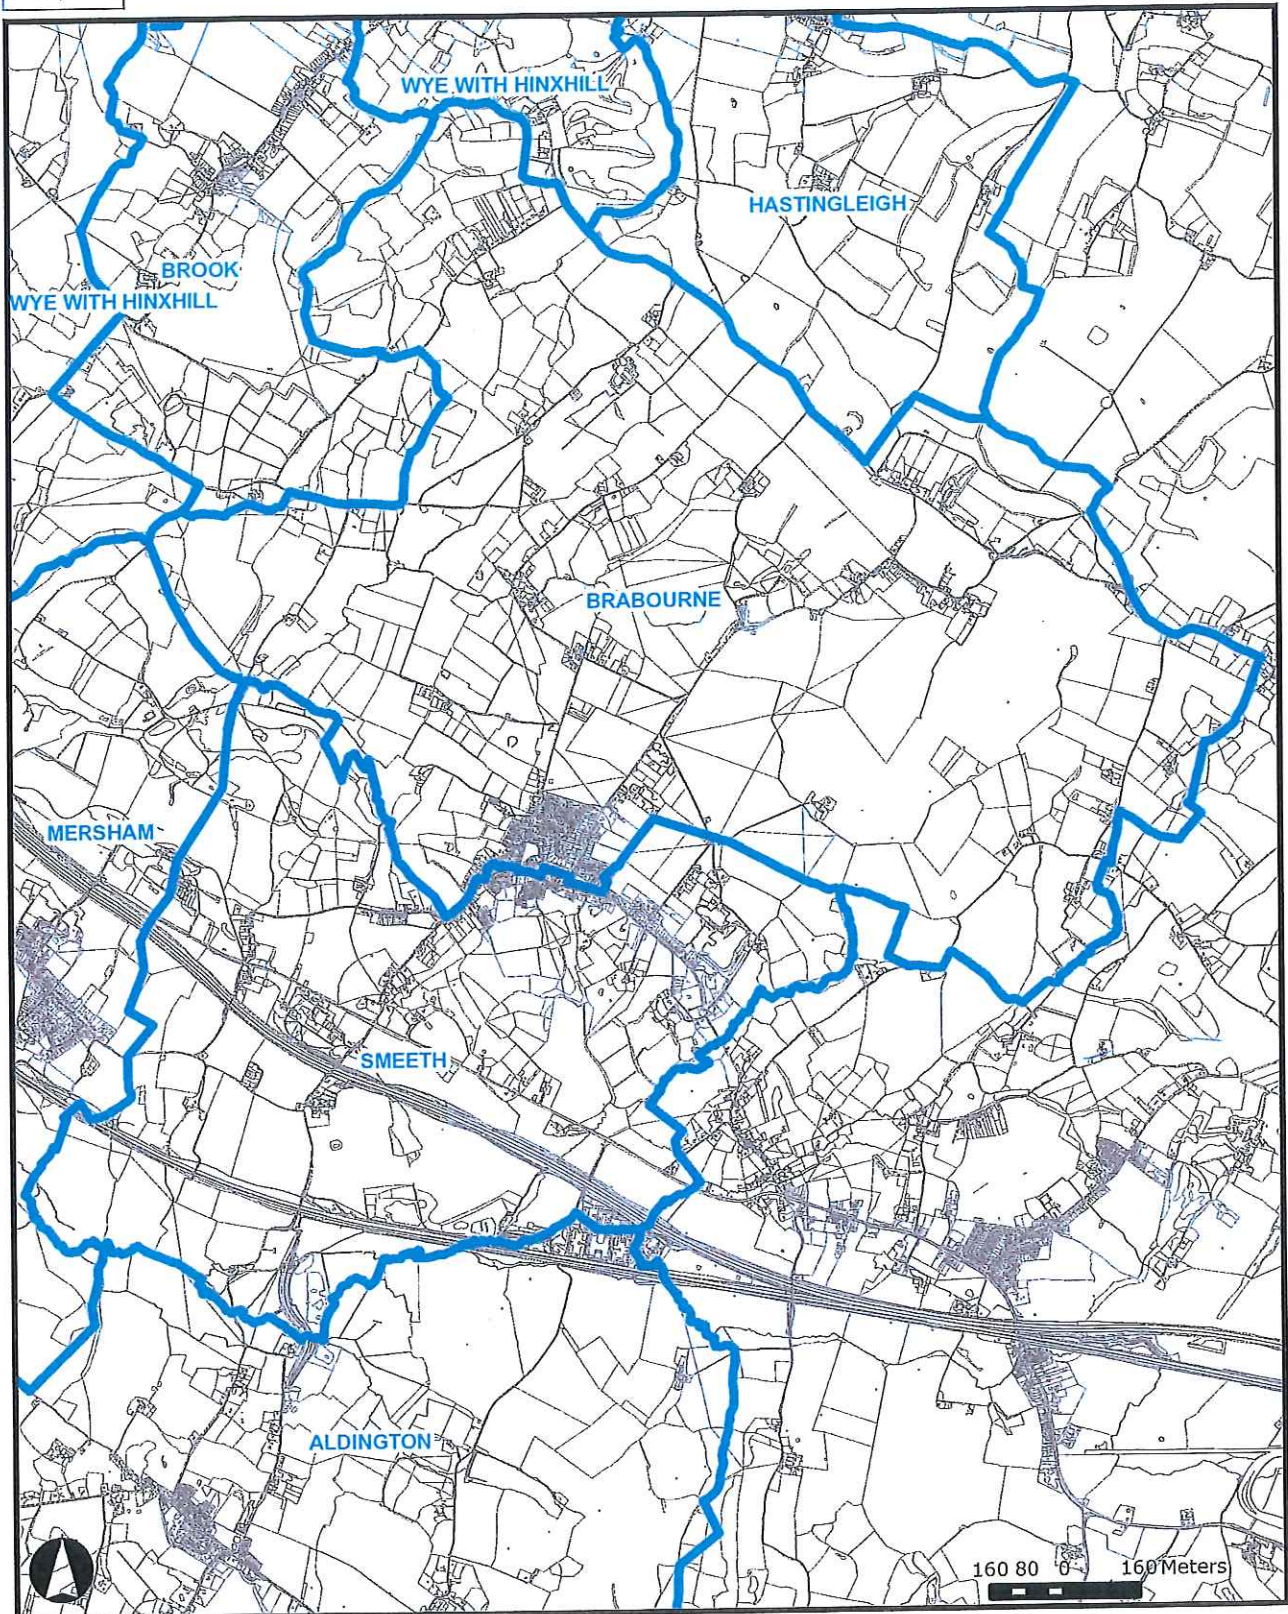 WYE WITH HINXHILL
HASTINGLEIGH
BROOK
WYE WITH HINXHILL
BRABOURNE
MERSHAM
SMEETH
ALDINGTON
160 80 0 160 Meters